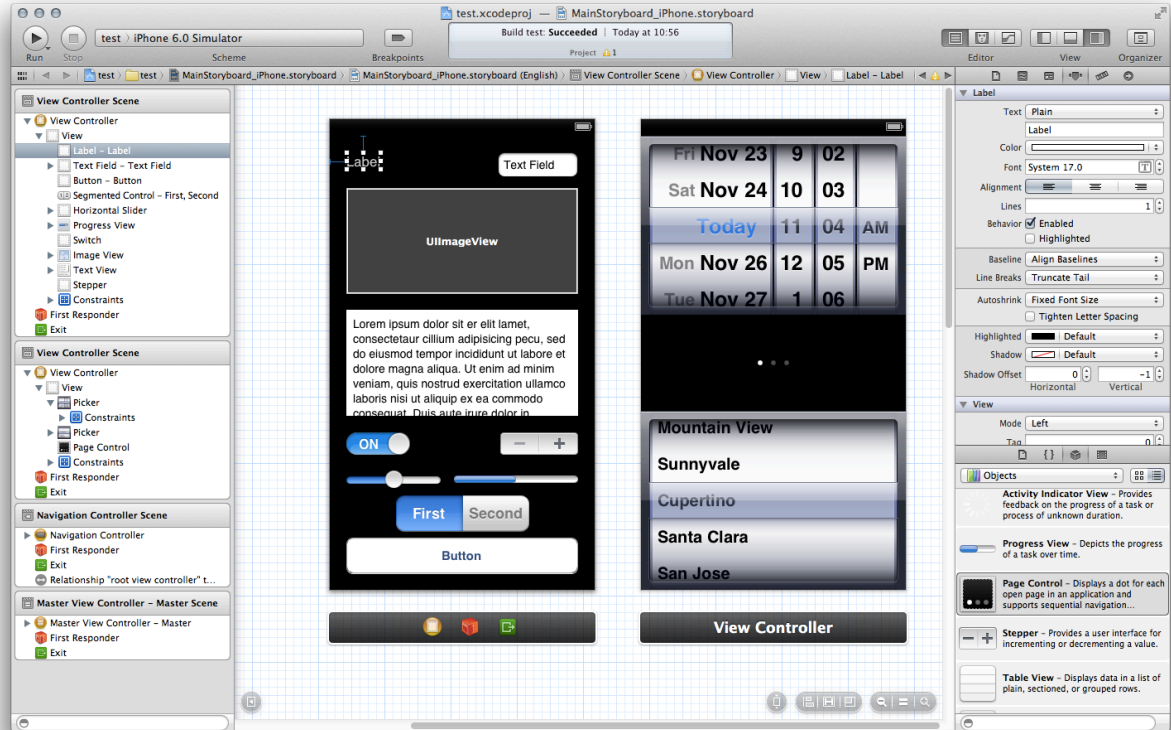 test.xcodeproj — MainStoryboard_iPhone.storyboard
Run
Stop
test › iPhone 6.0 Simulator
Scheme
Breakpoints
Build test: Succeeded | Today at 10:56
Project 1
Editor
View
Organizer
test › test › MainStoryboard_iPhone.storyboard › MainStoryboard_iPhone.storyboard (English) › View Controller Scene › View Controller › View › Label – Label
View Controller Scene
View Controller
View
Label – Label
Text Field – Text Field
Button – Button
Segmented Control – First, Second
Horizontal Slider
Progress View
Switch
Image View
Text View
Stepper
Constraints
First Responder
Exit
View Controller Scene
View Controller
View
Picker
Constraints
Picker
Page Control
Constraints
First Responder
Exit
Navigation Controller Scene
Navigation Controller
First Responder
Exit
Relationship "root view controller" t...
Master View Controller – Master Scene
Master View Controller – Master
First Responder
Exit
Label
Text Field
UIImageView
Lorem ipsum dolor sit er elit lamet,
consectetaur cillium adipisicing pecu, sed
do eiusmod tempor incididunt ut labore et
dolore magna aliqua. Ut enim ad minim
veniam, quis nostrud exercitation ullamco
laboris nisi ut aliquip ex ea commodo
consequat. Duis aute irure dolor in
ON
First
Second
Button
Fri Nov 23 9 02
Sat Nov 24 10 03
Today 11 04 AM
Mon Nov 26 12 05 PM
Tue Nov 27 1 06
Mountain View
Sunnyvale
Cupertino
Santa Clara
San Jose
View Controller
Label
Text Plain
Label
Color
Font System 17.0
Alignment
Lines 1
Behavior Enabled
Highlighted
Baseline Align Baselines
Line Breaks Truncate Tail
Autoshrink Fixed Font Size
Tighten Letter Spacing
Highlighted Default
Shadow Default
Shadow Offset 0 -1
Horizontal Vertical
View
Mode Left
Tag 0
Objects
Activity Indicator View – Provides
feedback on the progress of a task or
process of unknown duration.
Progress View – Depicts the progress
of a task over time.
Page Control – Displays a dot for each
open page in an application and
supports sequential navigation...
Stepper – Provides a user interface for
incrementing or decrementing a value.
Table View – Displays data in a list of
plain, sectioned, or grouped rows.